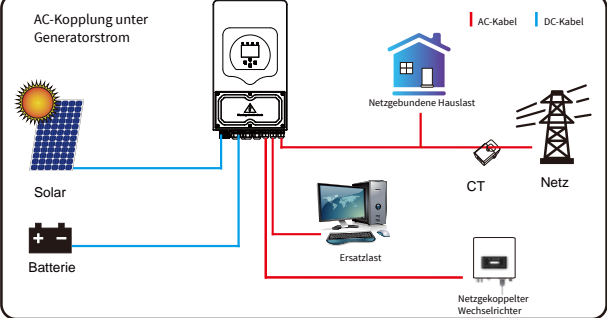 AC-Kopplung unter
Generatorstrom
AC-Kabel
DC-Kabel
Netzgebundene Hauslast
Solar
CT
Netz
Batterie
Ersatzlast
Netzgekoppelter
Wechselrichter